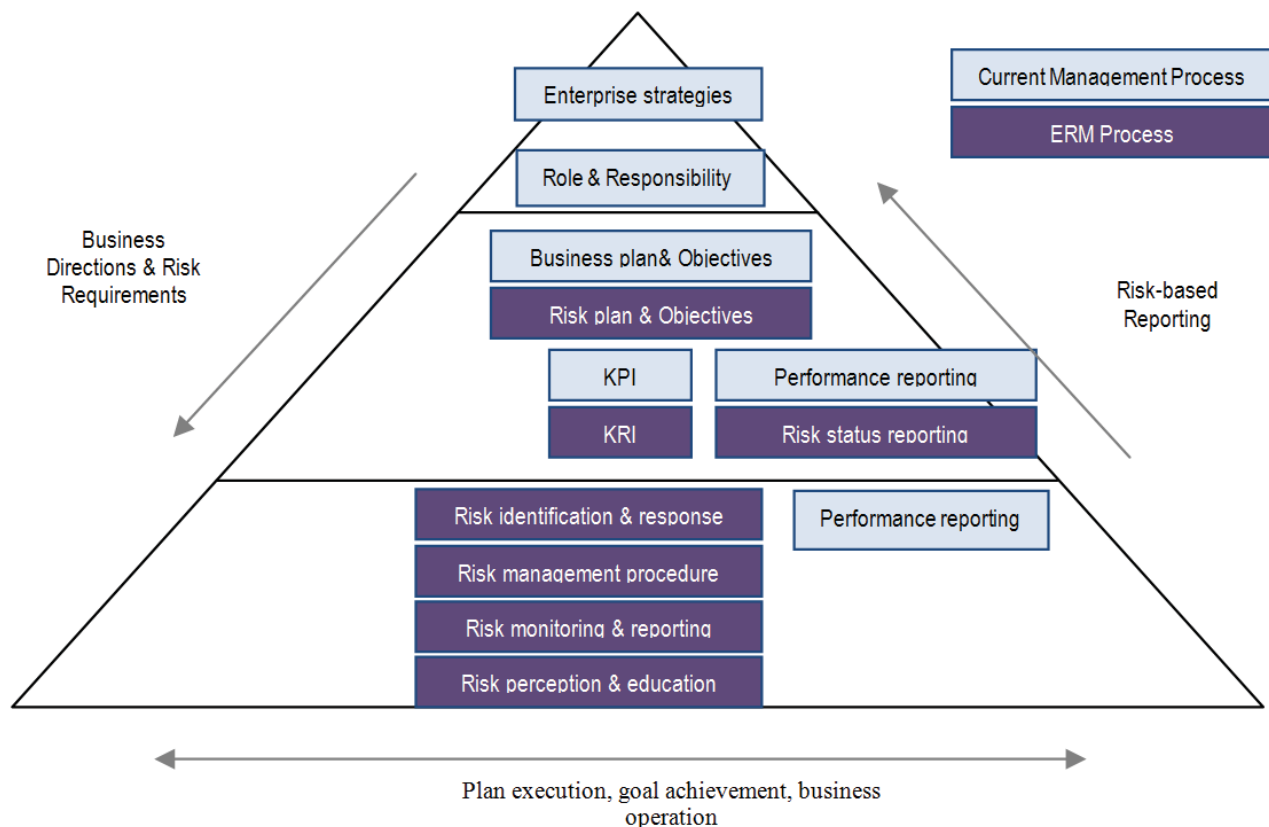 Enterprise strategies
Current Management Process
ERM Process
Role & Responsibility
Business
Directions & Risk
Requirements
Business plan& Objectives
Risk plan & Objectives
Risk-based
Reporting
KPI
Performance reporting
KRI
Risk status reporting
Risk identification & response
Performance reporting
Risk management procedure
Risk monitoring & reporting
Risk perception & education
Plan execution, goal achievement, business
operation